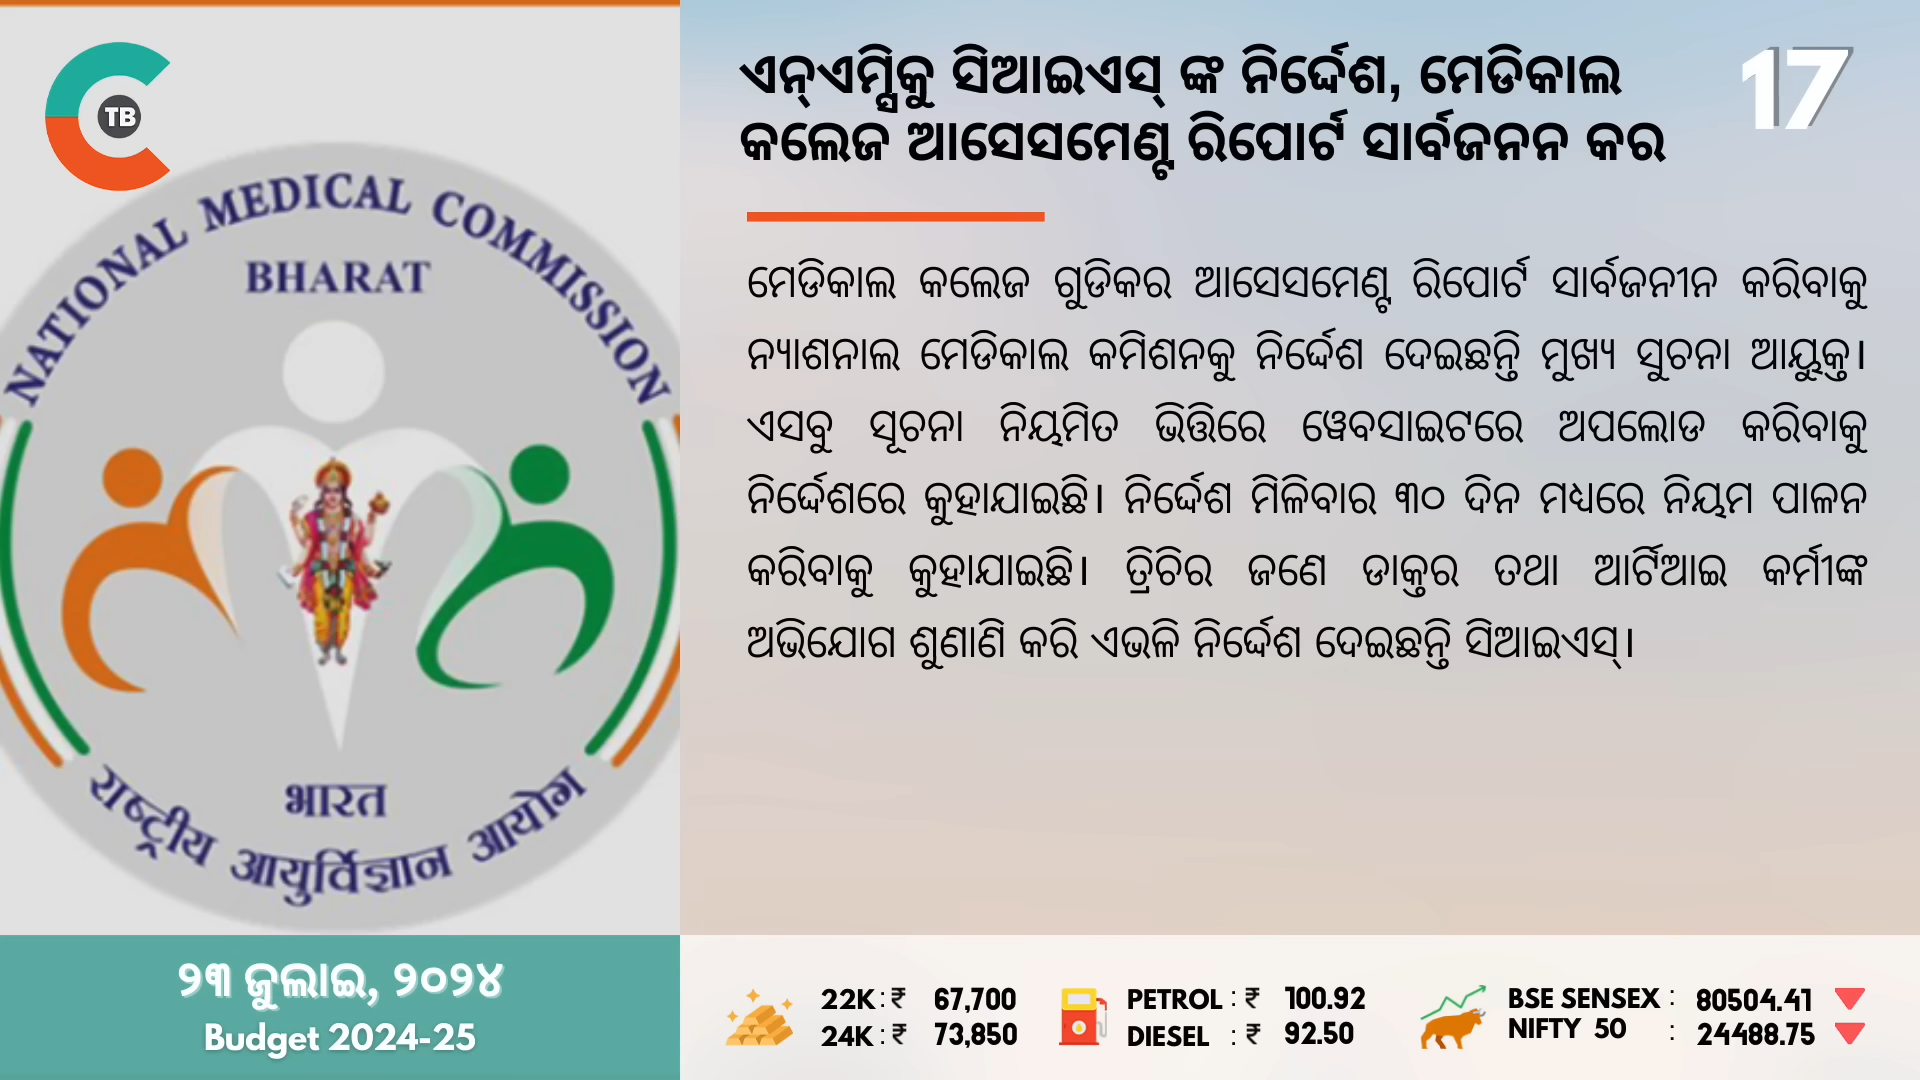 TB
NATIONAL MEDICAL COMMISSION
BHARAT
भारत
राष्ट्रीय आयुर्विज्ञान आयोग
୨୩ ଜୁଲାଇ, ୨୦୨୪
Budget 2024-25
ଏନ୍ଏମ୍ସିକୁ ସିଆଇଏସ୍ ଙ୍କ ନିର୍ଦ୍ଦେଶ, ମେଡିକାଲ
କଲେଜ ଆସେସମେଣ୍ଟ ରିପୋର୍ଟ ସାର୍ବଜନନ କର
17
ମେଡିକାଲ କଲେଜ ଗୁଡିକର ଆସେସମେଣ୍ଟ ରିପୋର୍ଟ ସାର୍ବଜନୀନ କରିବାକୁ
ନ୍ୟାଶନାଲ ମେଡିକାଲ କମିଶନକୁ ନିର୍ଦ୍ଦେଶ ଦେଇଛନ୍ତି ମୁଖ୍ୟ ସୁଚନା ଆୟୁକ୍ତ।
ଏସବୁ ସୂଚନା ନିୟମିତ ଭିତ୍ତିରେ ୱେବସାଇଟରେ ଅପଲୋଡ କରିବାକୁ
ନିର୍ଦ୍ଦେଶରେ କୁହାଯାଇଛି। ନିର୍ଦ୍ଦେଶ ମିଳିବାର ୩୦ ଦିନ ମଧ୍ୟରେ ନିୟମ ପାଳନ
କରିବାକୁ କୁହାଯାଇଛି। ତ୍ରିଚିର ଜଣେ ଡାକ୍ତର ତଥା ଆର୍ଟିଆଇ କର୍ମୀଙ୍କ
ଅଭିଯୋଗ ଶୁଣାଣି କରି ଏଭଳି ନିର୍ଦ୍ଦେଶ ଦେଇଛନ୍ତି ସିଆଇଏସ୍।
22K : ₹ 67,700
24K : ₹ 73,850
PETROL : ₹ 100.92
DIESEL : ₹ 92.50
BSE SENSEX : 80504.41
NIFTY 50 : 24488.75